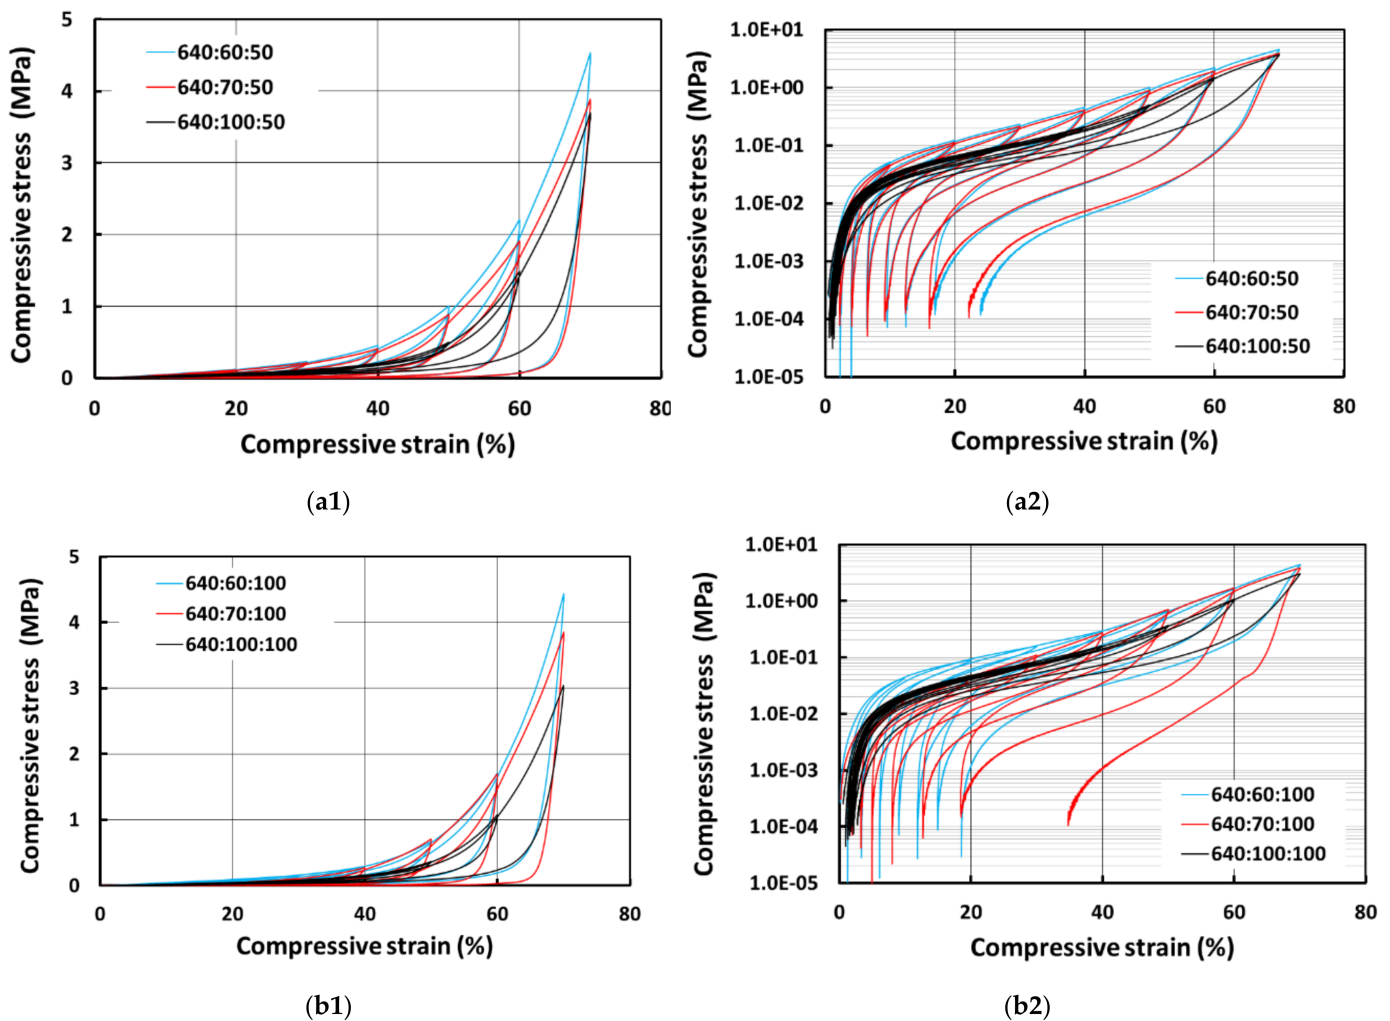 5
4
3
2
1
0
640:60:50
640:70:50
640:100:50
0 20 40 60 80
Compressive stress (MPa)
Compressive strain (%)
(a1)
1.0E+01
1.0E+00
1.0E-01
1.0E-02
1.0E-03
1.0E-04
1.0E-05
640:60:50
640:70:50
640:100:50
0 20 40 60 80
Compressive stress (MPa)
Compressive strain (%)
(a2)
5
4
3
2
1
0
640:60:100
640:70:100
640:100:100
0 20 40 60 80
Compressive stress (MPa)
Compressive strain (%)
(b1)
1.0E+01
1.0E+00
1.0E-01
1.0E-02
1.0E-03
1.0E-04
1.0E-05
640:60:100
640:70:100
640:100:100
0 20 40 60 80
Compressive stress (MPa)
Compressive strain (%)
(b2)